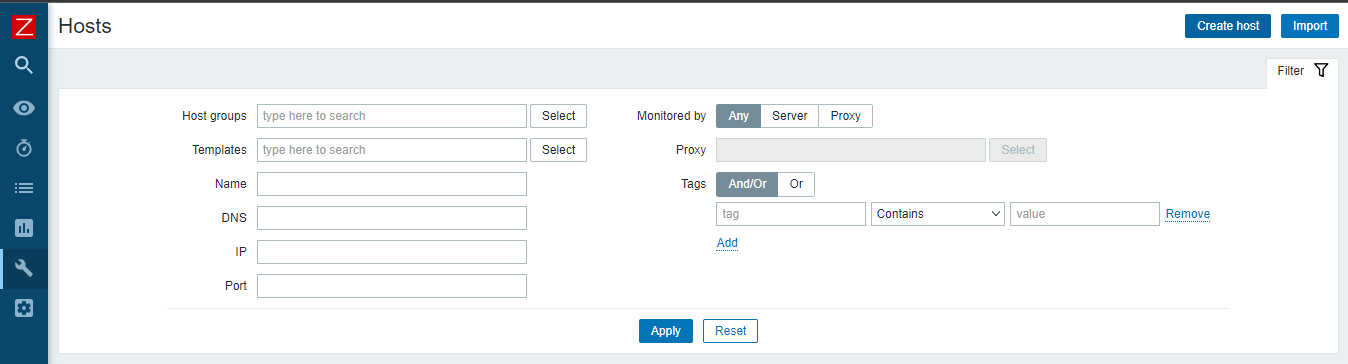 Z
Hosts
Create host
Import
Filter
Host groups type here to search Select
Templates type here to search Select
Name
DNS
IP
Port
Monitored by Any Server Proxy
Proxy Select
Tags And/Or Or
tag Contains value Remove
Add
Apply Reset